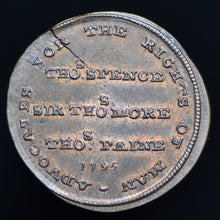 ADVOCATES FOR THE RIGHTS OF MAN
S
THO. SPENCE
S
SIR THO MORE
S
THO. PAINE
1795